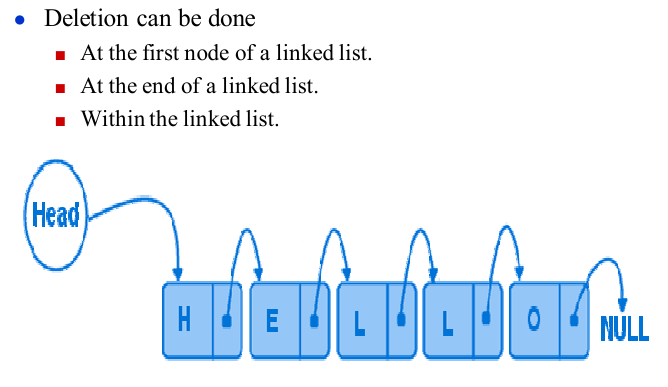 Deletion can be done
At the first node of a linked list.
At the end of a linked list.
Within the linked list.
Head
H E L L O NULL